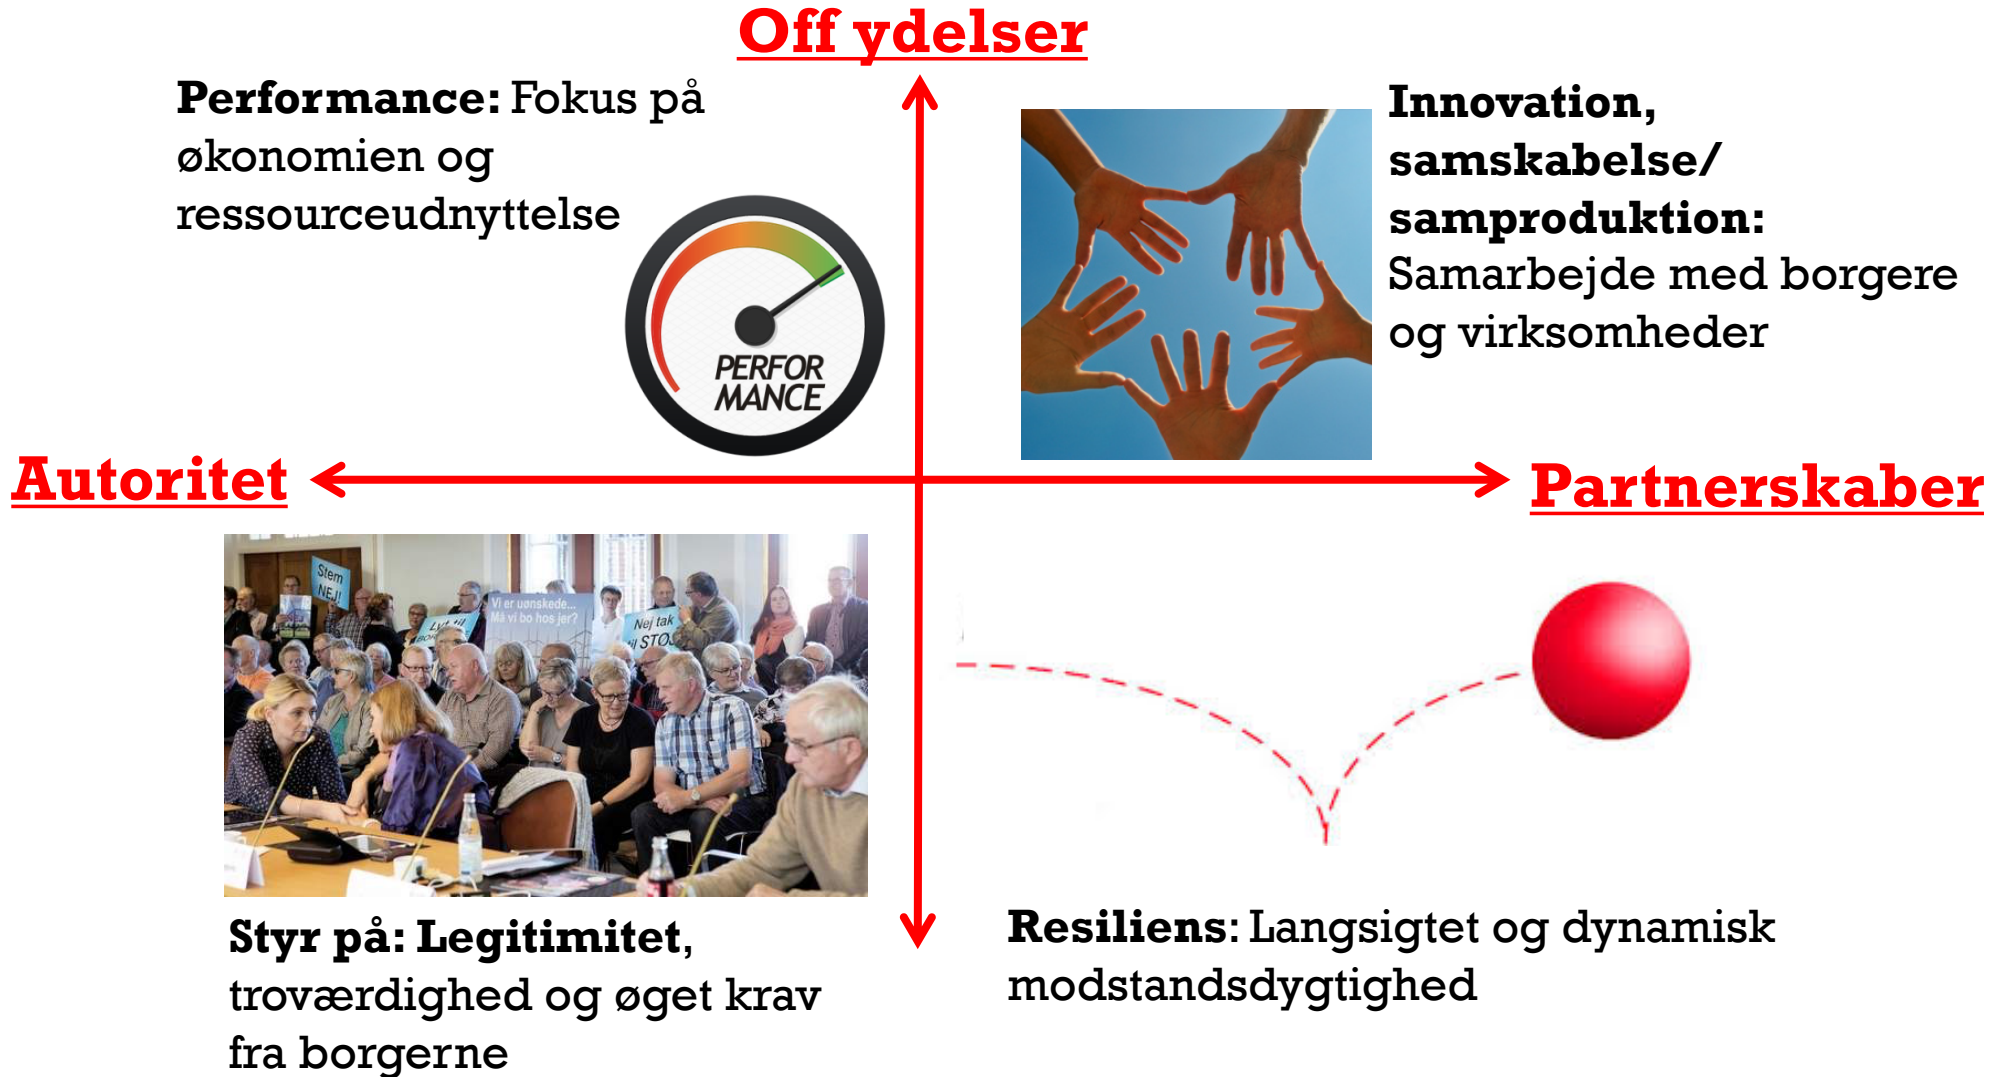 Off ydelser
Performance: Fokus på
økonomien og
ressourceudnyttelse
PERFOR
MANCE
Innovation,
samskabelse/
samproduktion:
Samarbejde med borgere
og virksomheder
Autoritet
Partnerskaber
Stem
NEJ!
Vi er uønskede...
Må vi bo hos jer?
Lyt til
Nej tak
Styr på: Legitimitet,
troværdighed og øget krav
fra borgerne
Resiliens: Langsigtet og dynamisk
modstandsdygtighed